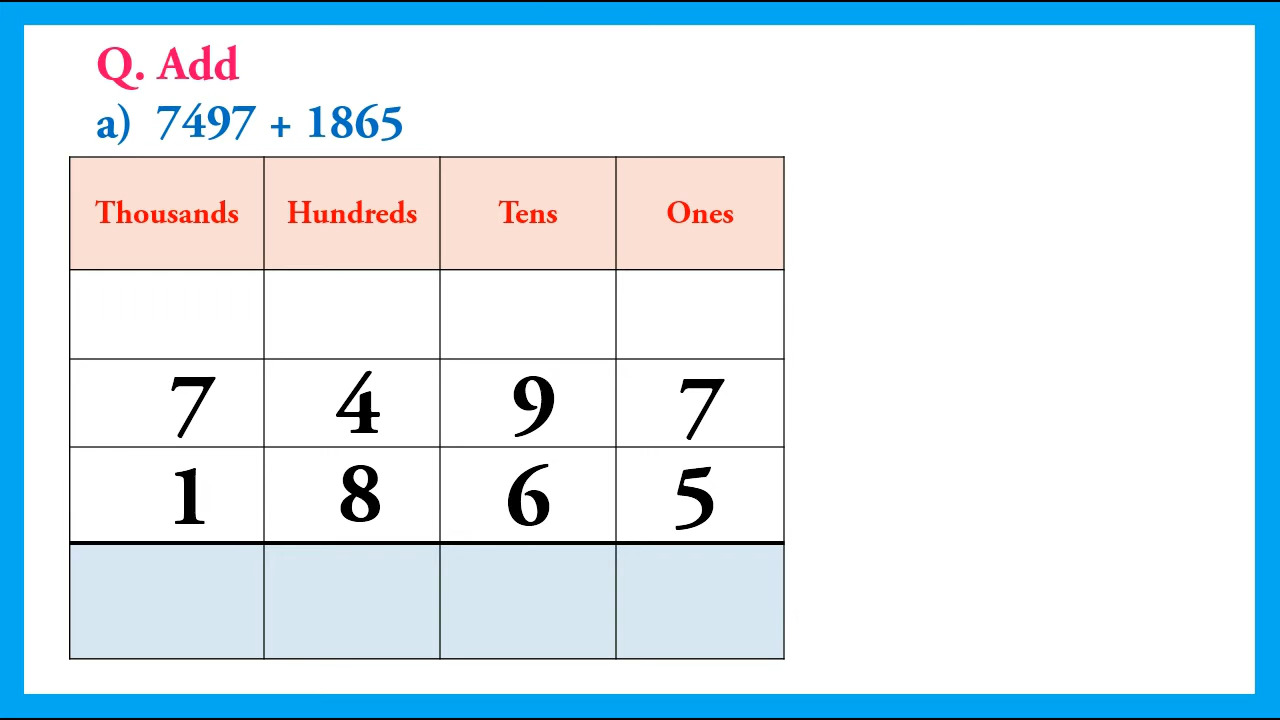 Q. Add
a) 7497 + 1865
Thousands Hundreds Tens Ones
7 4 9 7
1 8 6 5